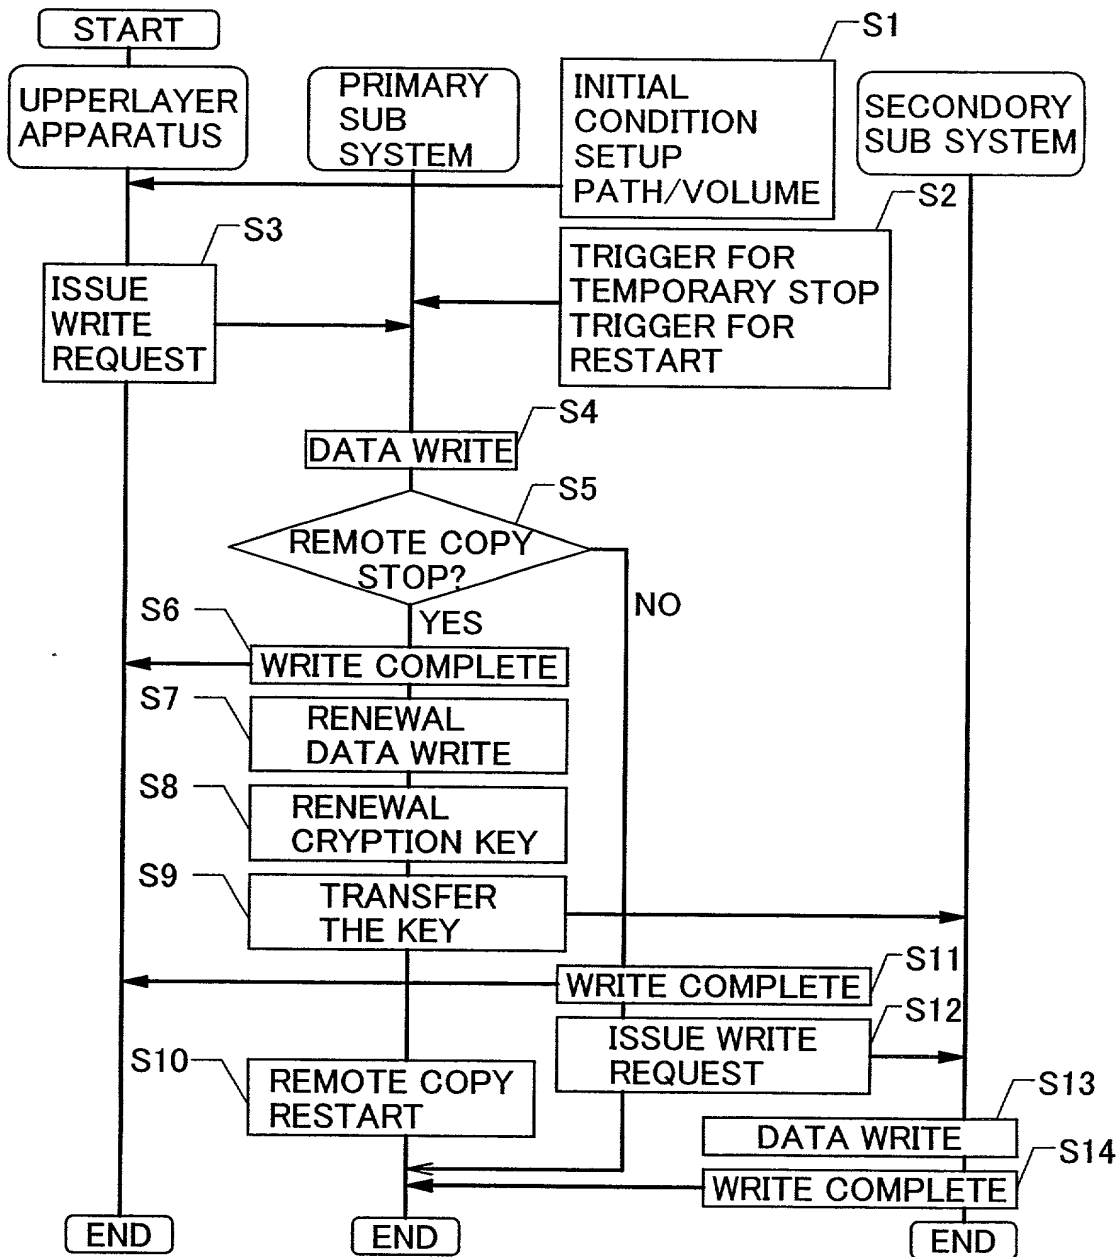 START
S1
UPPERLAYER
APPARATUS
PRIMARY
SUB
SYSTEM
INITIAL
CONDITION
SETUP
PATH/VOLUME
SECONDORY
SUB SYSTEM
S2
S3
ISSUE
WRITE
REQUEST
TRIGGER FOR
TEMPORARY STOP
TRIGGER FOR
RESTART
S4
DATA WRITE
S5
REMOTE COPY
STOP?
NO
YES
S6
WRITE COMPLETE
S7
RENEWAL
DATA WRITE
S8
RENEWAL
CRYPTION KEY
S9
TRANSFER
THE KEY
S11
WRITE COMPLETE
S12
ISSUE WRITE
REQUEST
S10
REMOTE COPY
RESTART
S13
DATA WRITE
S14
WRITE COMPLETE
END
END
END